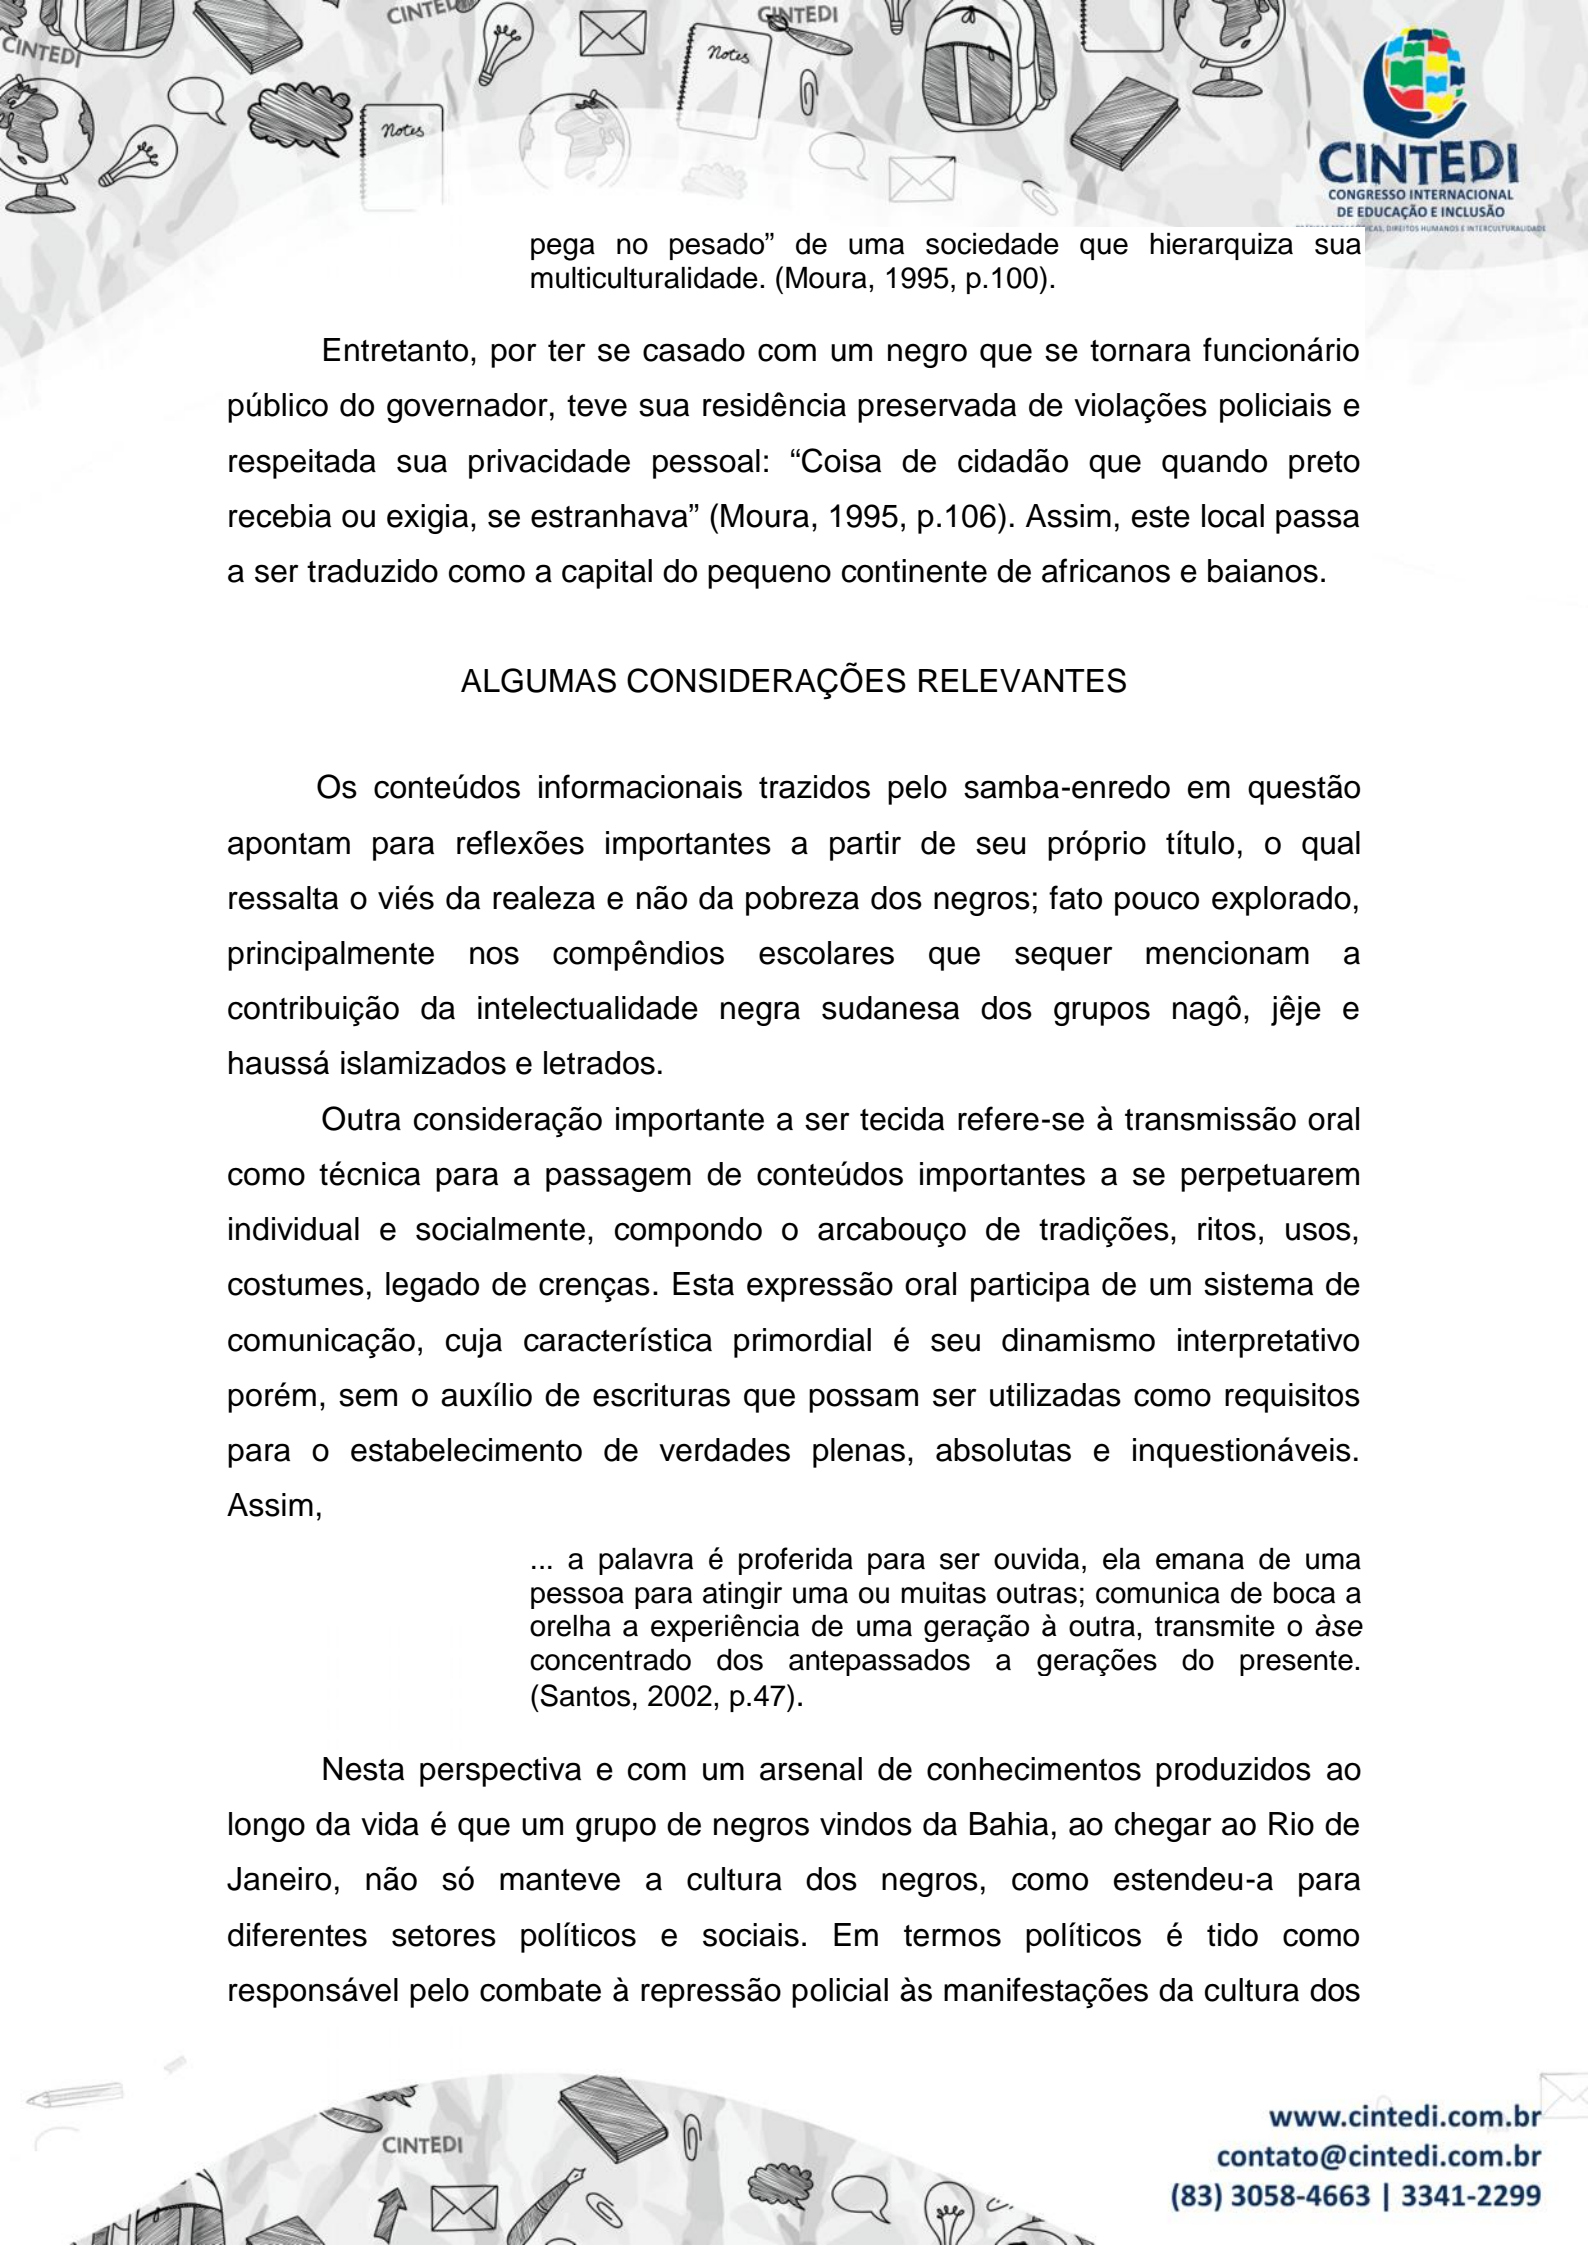 CINTEDI
CINTEDI
CINTEDI
Notes
Notes
CINTEDI
CONGRESSO INTERNACIONAL
DE EDUCAÇÃO E INCLUSÃO
DIREITOS HUMANOS E INTERCULTURALIDADE
pega no pesado” de uma sociedade que hierarquiza sua
multiculturalidade. (Moura, 1995, p.100).
Entretanto, por ter se casado com um negro que se tornara funcionário
público do governador, teve sua residência preservada de violações policiais e
respeitada sua privacidade pessoal: “Coisa de cidadão que quando preto
recebia ou exigia, se estranhava” (Moura, 1995, p.106). Assim, este local passa
a ser traduzido como a capital do pequeno continente de africanos e baianos.
ALGUMAS CONSIDERAÇÕES RELEVANTES
Os conteúdos informacionais trazidos pelo samba-enredo em questão
apontam para reflexões importantes a partir de seu próprio título, o qual
ressalta o viés da realeza e não da pobreza dos negros; fato pouco explorado,
principalmente nos compêndios escolares que sequer mencionam a
contribuição da intelectualidade negra sudanesa dos grupos nagô, jêje e
haussá islamizados e letrados.
Outra consideração importante a ser tecida refere-se à transmissão oral
como técnica para a passagem de conteúdos importantes a se perpetuarem
individual e socialmente, compondo o arcabouço de tradições, ritos, usos,
costumes, legado de crenças. Esta expressão oral participa de um sistema de
comunicação, cuja característica primordial é seu dinamismo interpretativo
porém, sem o auxílio de escrituras que possam ser utilizadas como requisitos
para o estabelecimento de verdades plenas, absolutas e inquestionáveis.
Assim,
... a palavra é proferida para ser ouvida, ela emana de uma
pessoa para atingir uma ou muitas outras; comunica de boca a
orelha a experiência de uma geração à outra, transmite o àse
concentrado dos antepassados a gerações do presente.
(Santos, 2002, p.47).
Nesta perspectiva e com um arsenal de conhecimentos produzidos ao
longo da vida é que um grupo de negros vindos da Bahia, ao chegar ao Rio de
Janeiro, não só manteve a cultura dos negros, como estendeu-a para
diferentes setores políticos e sociais. Em termos políticos é tido como
responsável pelo combate à repressão policial às manifestações da cultura dos
CINTEDI
www.cintedi.com.br
contato@cintedi.com.br
(83) 3058-4663 | 3341-2299